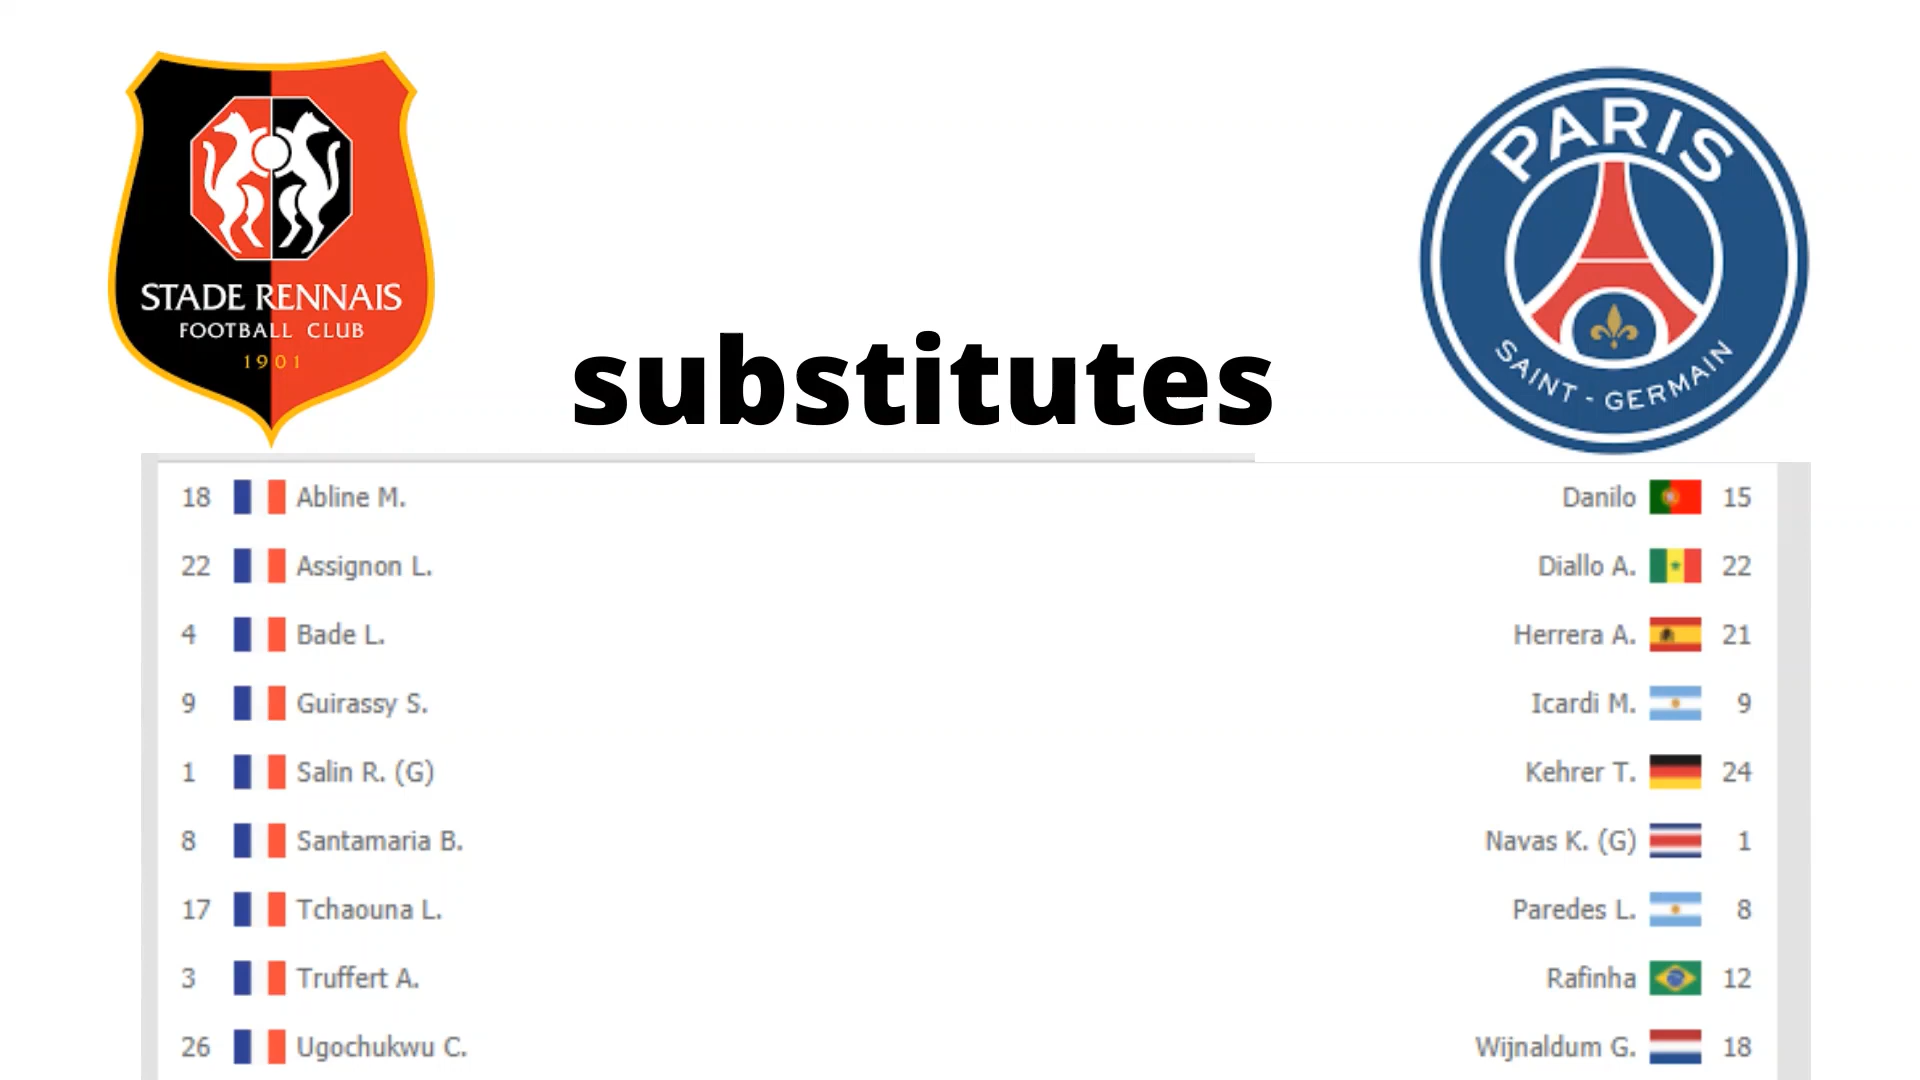 STADE RENNAIS
FOOTBALL CLUB
1901
PARIS
SAINT - GERMAIN
substitutes
18 Abline M. Danilo 15
22 Assignon L. Diallo A. 22
4 Bade L. Herrera A. 21
9 Guirassy S. Icardi M. 9
1 Salin R. (G) Kehrer T. 24
8 Santamaria B. Navas K. (G) 1
17 Tchaouna L. Paredes L. 8
3 Truffert A. Rafinha 12
26 Ugochukwu C. Wijnaldum G. 18